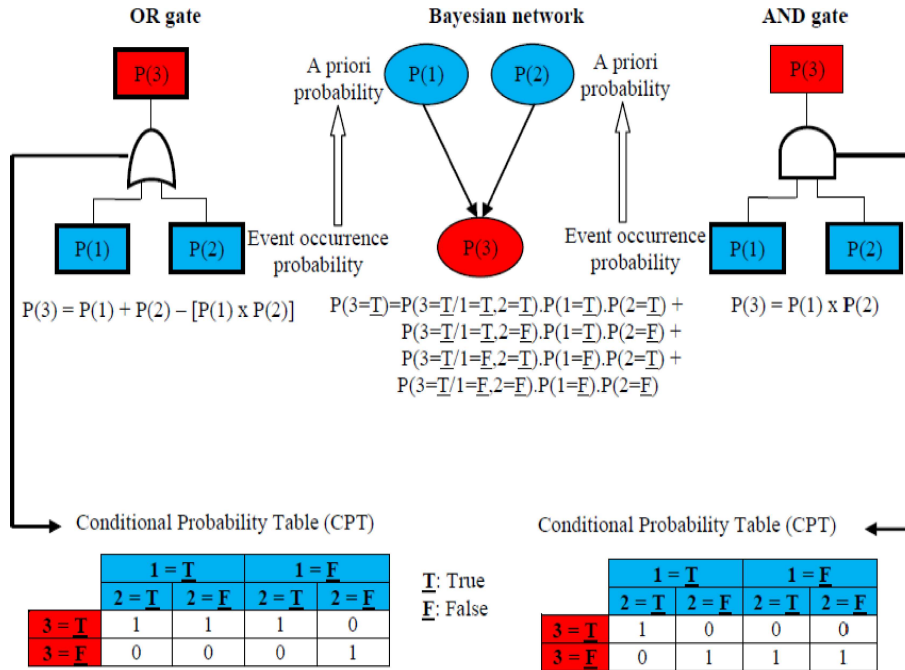 OR gate
Bayesian network
AND gate
P(3)
A priori
probability
P(1)
P(2)
A priori
probability
P(3)
P(1)
P(2)
Event occurrence
probability
P(3)
Event occurrence
probability
P(1)
P(2)
P(3) = P(1) + P(2) – [P(1) x P(2)]
P(3=T)=P(3=T/1=T,2=T).P(1=T).P(2=T) +
P(3=T/1=T,2=F).P(1=T).P(2=F) +
P(3=T/1=F,2=T).P(1=F).P(2=T) +
P(3=T/1=F,2=F).P(1=F).P(2=F)
P(3) = P(1) x P(2)
Conditional Probability Table (CPT)
1 = T 1 = F
2 = T 2 = F 2 = T 2 = F
3 = T 1 1 1 0
3 = F 0 0 0 1
T: True
F: False
Conditional Probability Table (CPT)
1 = T 1 = F
2 = T 2 = F 2 = T 2 = F
3 = T 1 0 0 0
3 = F 0 1 1 1